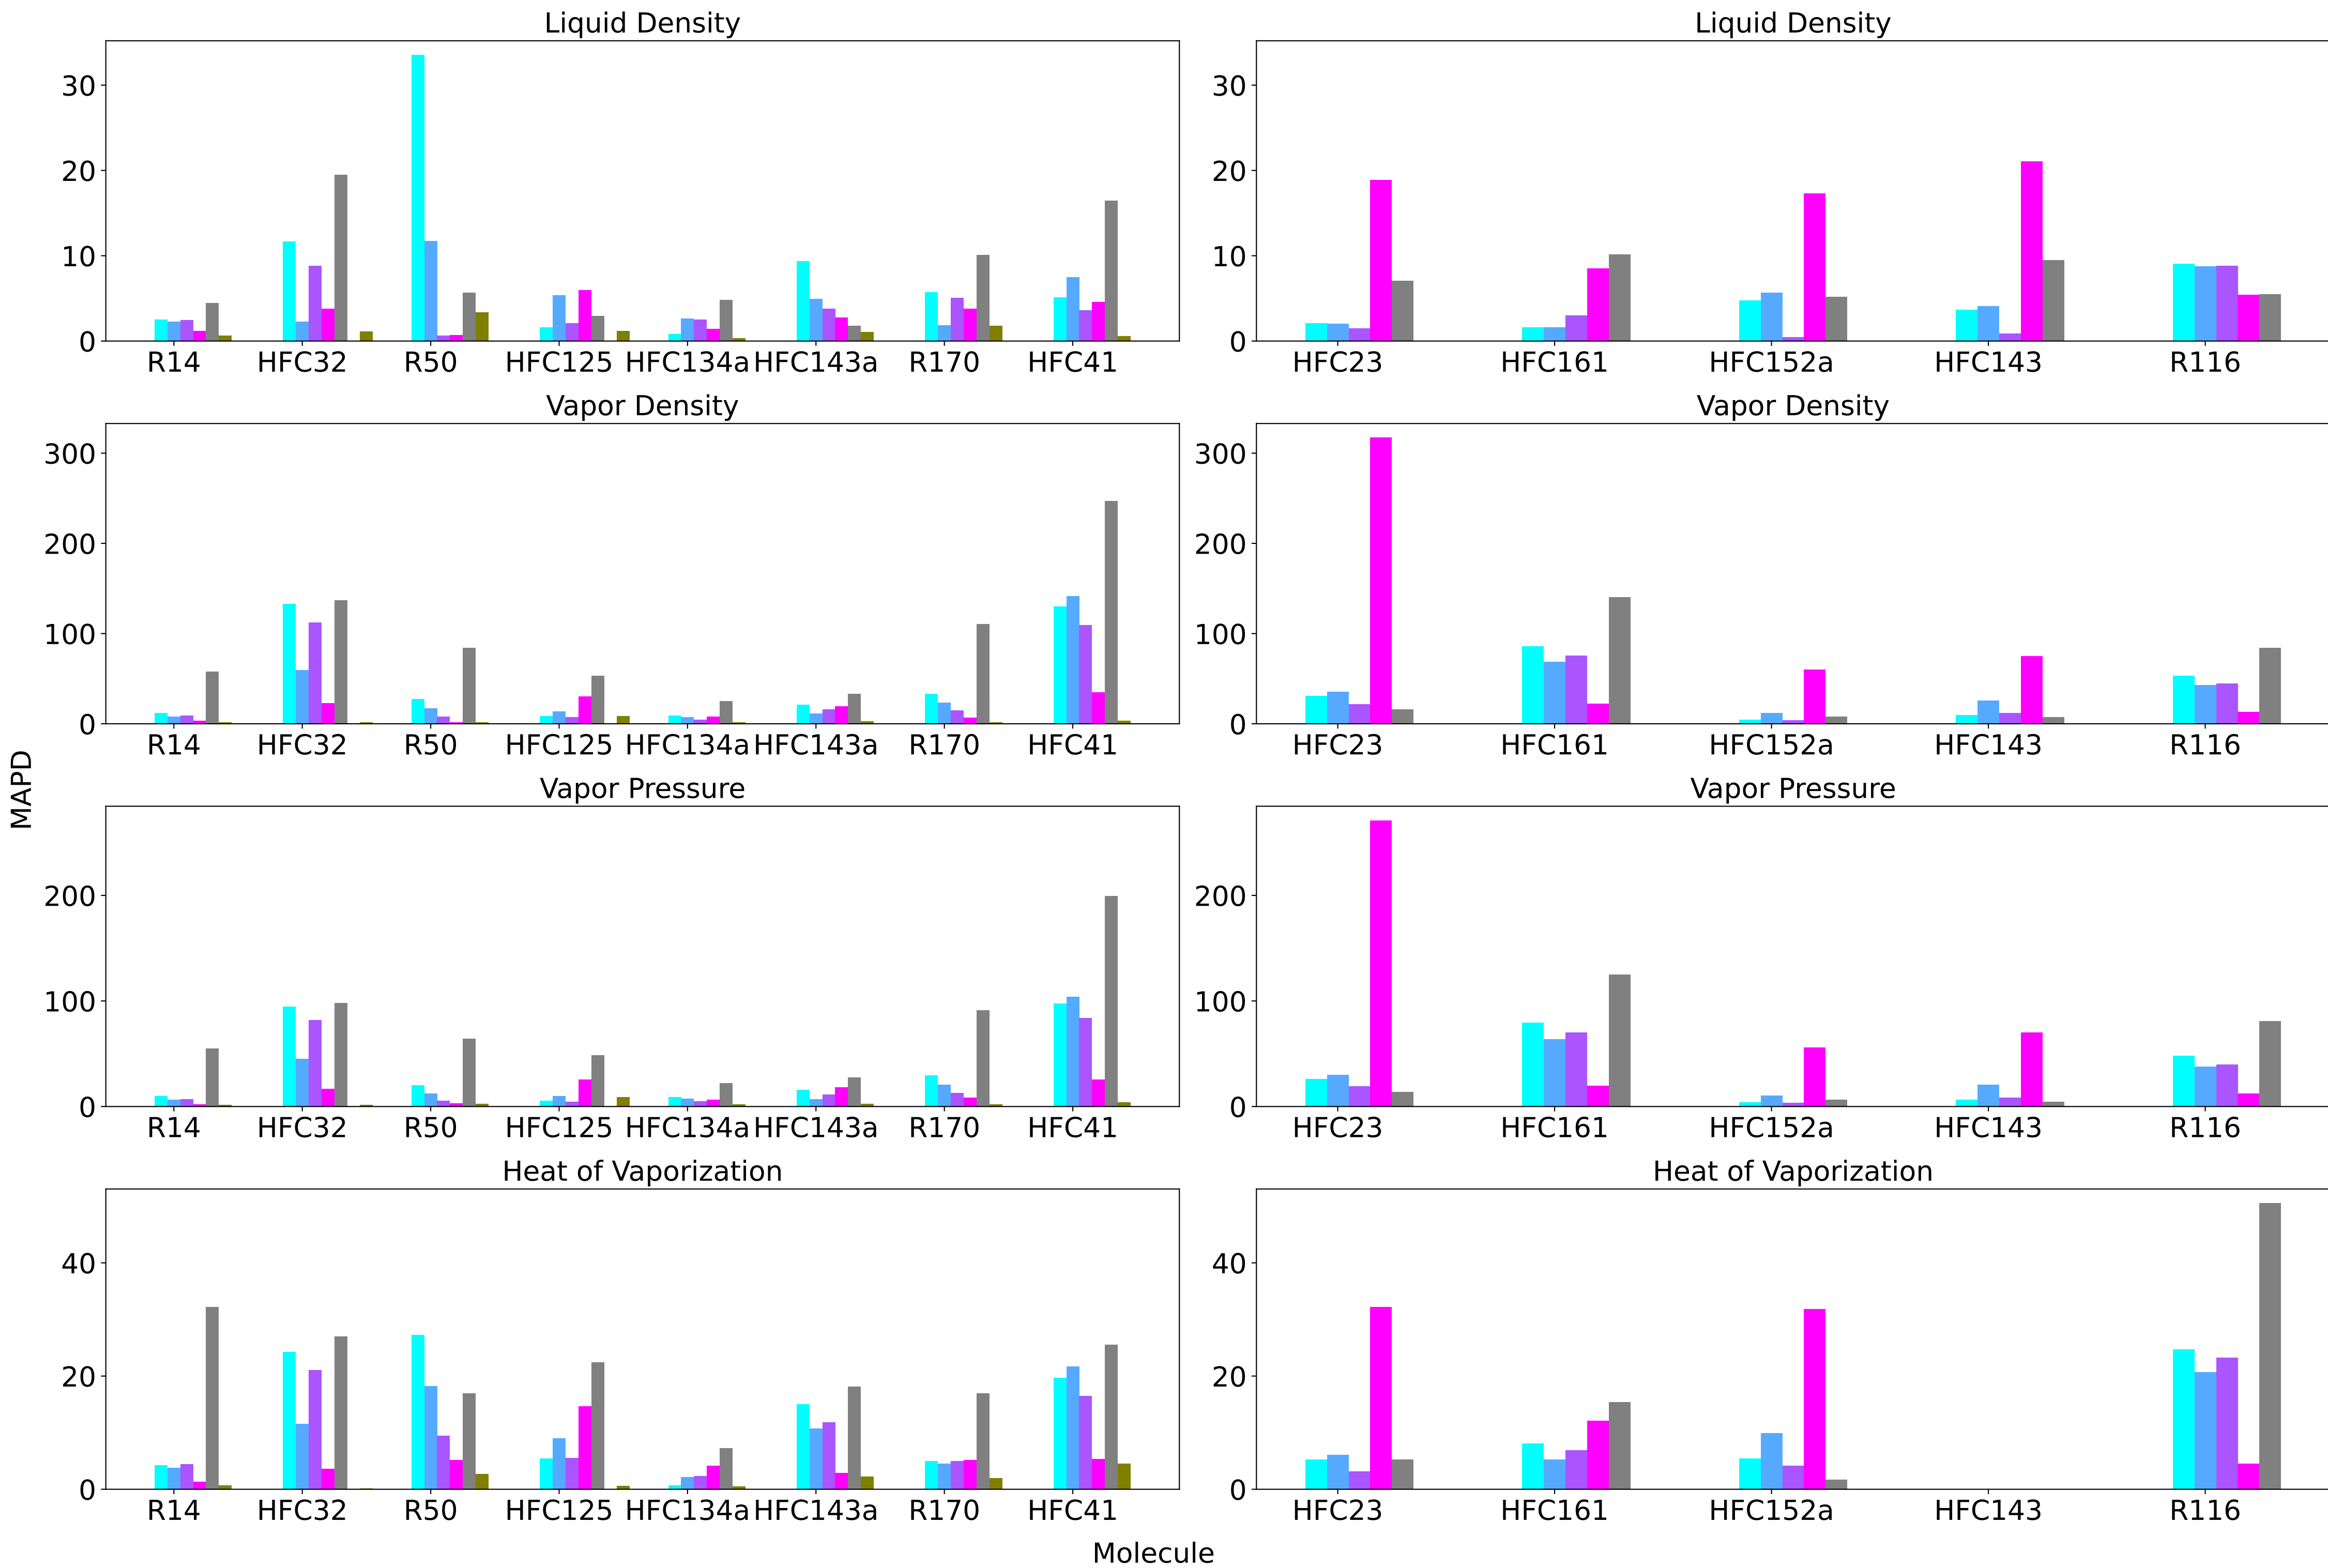 Liquid Density
Liquid Density
30
20
10
0
R14 HFC32 R50 HFC125 HFC134a HFC143a R170 HFC41
30
20
10
0
HFC23 HFC161 HFC152a HFC143 R116
Vapor Density
Vapor Density
300
200
100
0
R14 HFC32 R50 HFC125 HFC134a HFC143a R170 HFC41
300
200
100
0
HFC23 HFC161 HFC152a HFC143 R116
MAPD
Vapor Pressure
Vapor Pressure
200
100
0
R14 HFC32 R50 HFC125 HFC134a HFC143a R170 HFC41
200
100
0
HFC23 HFC161 HFC152a HFC143 R116
Heat of Vaporization
Heat of Vaporization
40
20
0
R14 HFC32 R50 HFC125 HFC134a HFC143a R170 HFC41
40
20
0
HFC23 HFC161 HFC152a HFC143 R116
Molecule